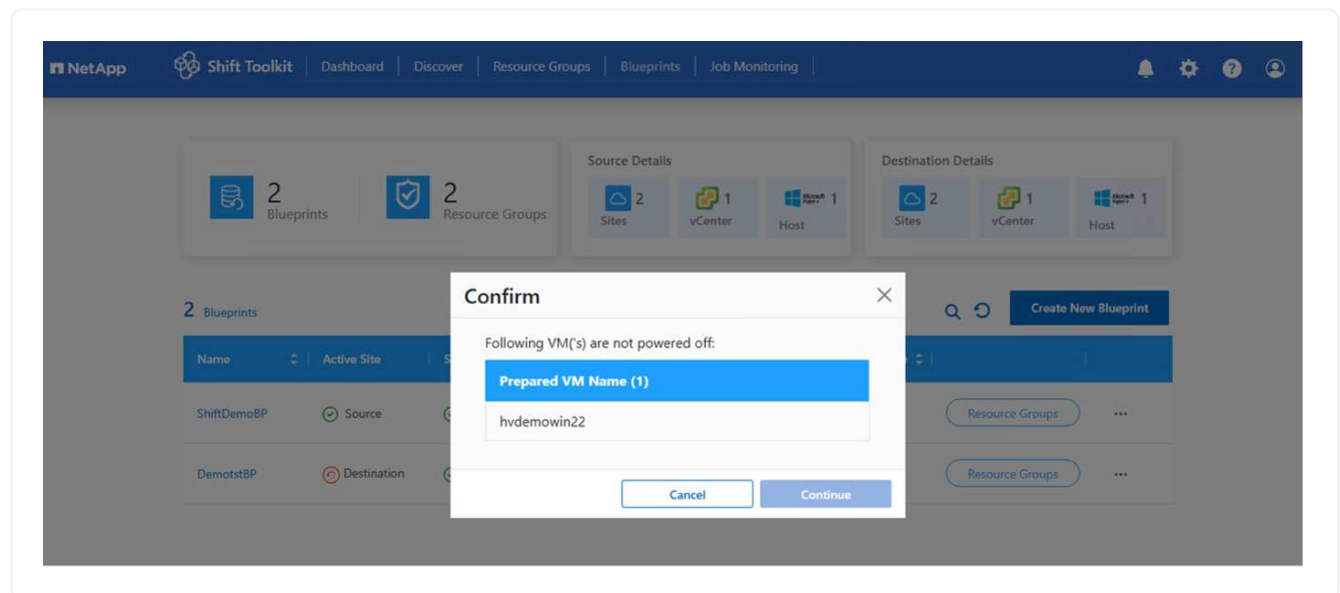 NetApp
Shift Toolkit
Dashboard
Discover
Resource Groups
Blueprints
Job Monitoring
2
Blueprints
2
Resource Groups
Source Details
2
Sites
1
vCenter
1
Host
Destination Details
2
Sites
1
vCenter
1
Host
2 Blueprints
Create New Blueprint
Name
Active Site
Confirm
Following VM('s) are not powered off:
Prepared VM Name (1)
hvdemowin22
Cancel
Continue
ShiftDemoBP
Source
Resource Groups
DemotstBP
Destination
Resource Groups